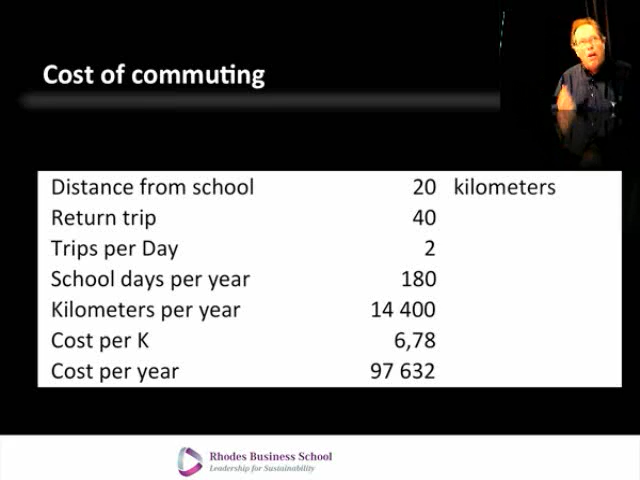 Cost of commuting
Distance from school 20 kilometers
Return trip 40
Trips per Day 2
School days per year 180
Kilometers per year 14 400
Cost per K 6,78
Cost per year 97 632
Rhodes Business School
Leadership for Sustainability